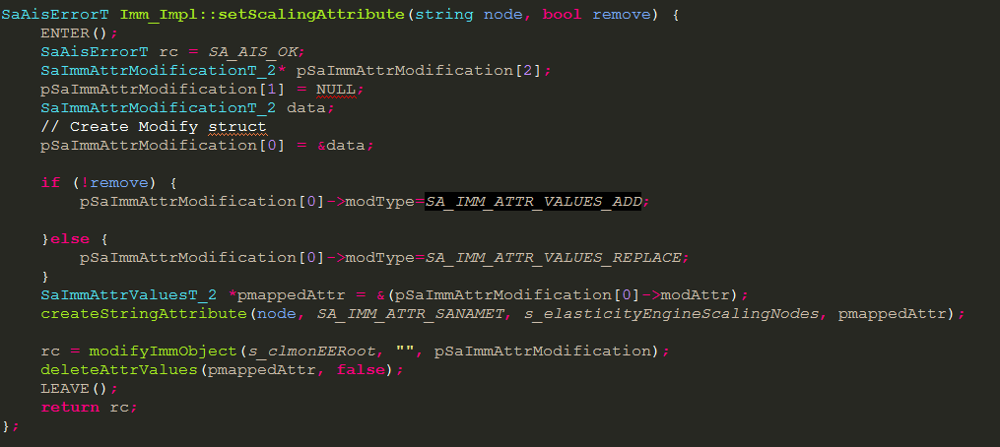 SaAisErrorT Imm_Impl::setScalingAttribute(string node, bool remove) {
ENTER();
SaAisErrorT rc = SA_AIS_OK;
SaImmAttrModificationT_2* pSaImmAttrModification[2];
pSaImmAttrModification[1] = NULL;
SaImmAttrModificationT_2 data;
// Create Modify struct
pSaImmAttrModification[0] = &data;
if (!remove) {
pSaImmAttrModification[0]->modType=SA_IMM_ATTR_VALUES_ADD;
}else {
pSaImmAttrModification[0]->modType=SA_IMM_ATTR_VALUES_REPLACE;
}
SaImmAttrValuesT_2 *pmappedAttr = &(pSaImmAttrModification[0]->modAttr);
createStringAttribute(node, SA_IMM_ATTR_SANAMET, s_elasticityEngineScalingNodes, pmappedAttr);
rc = modifyImmObject(s_clmonEERoot, "", pSaImmAttrModification);
deleteAttrValues(pmappedAttr, false);
LEAVE();
return rc;
};